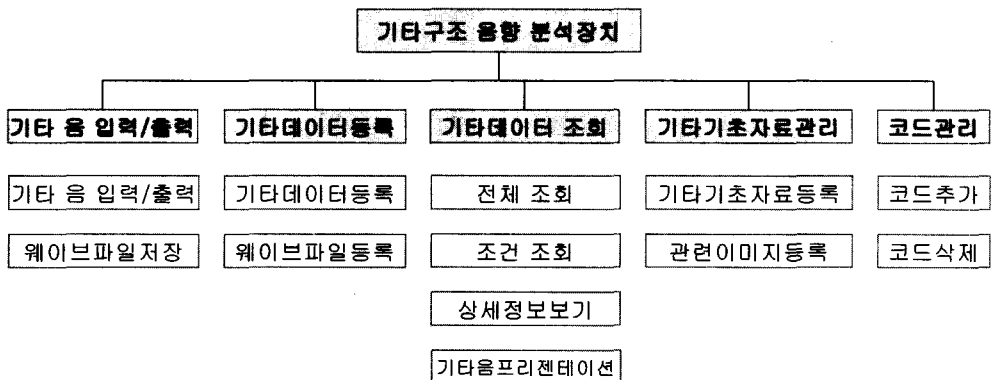 기타구조 음향 분석장치
기타 음 입력/출력 기타데이터등록 기타데이터 조회 기타기초자료관리 코드관리
기타 음 입력/출력 기타데이터등록 전체 조회 기타기초자료등록 코드추가
웨이브파일저장 웨이브파일등록 조건 조회 관련이미지등록 코드삭제
상세정보보기
기타음프리젠테이션